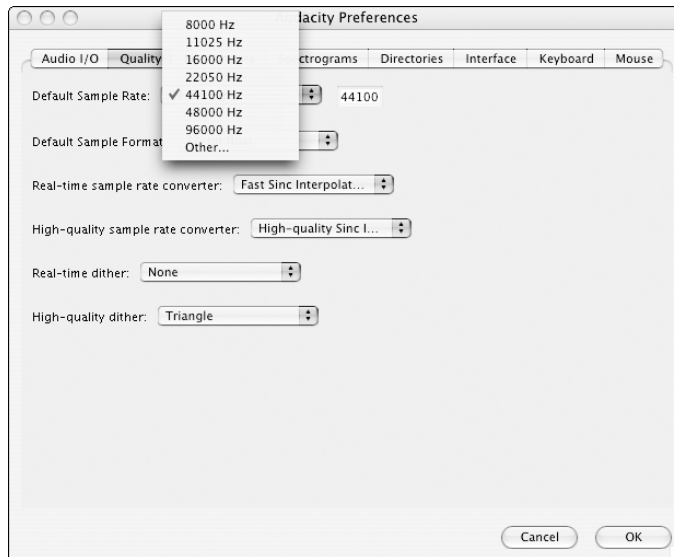 dacity Preferences
8000 Hz
11025 Hz
16000 Hz
22050 Hz
✓ 44100 Hz
48000 Hz
96000 Hz
Other...
Audio I/O Quality ctrograms Directories Interface Keyboard Mouse
Default Sample Rate: 44100
Default Sample Format
Real-time sample rate converter: Fast Sinc Interpolat...
High-quality sample rate converter: High-quality Sinc I...
Real-time dither: None
High-quality dither: Triangle
Cancel OK